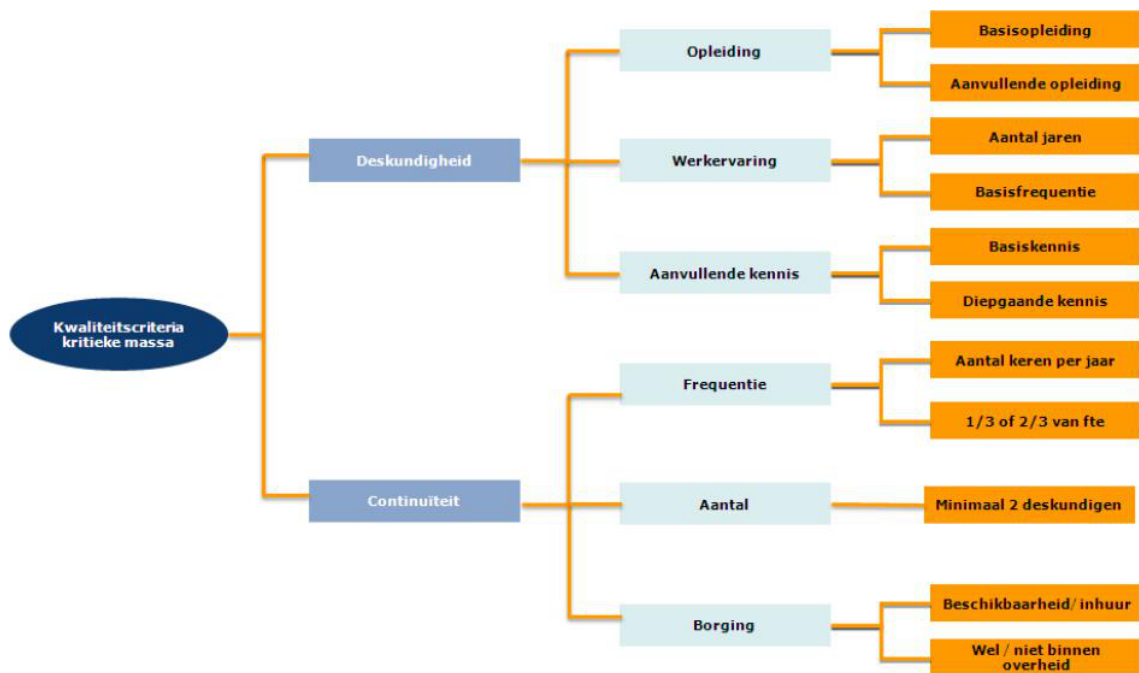 Kwaliteitscriteria
kritieke massa
Deskundigheid
Opleiding
Basisopleiding
Aanvullende opleiding
Werkervaring
Aantal jaren
Basisfrequentie
Aanvullende kennis
Basiskennis
Diepgaande kennis
Continuïteit
Frequentie
Aantal keren per jaar
1/3 of 2/3 van fte
Aantal
Minimaal 2 deskundigen
Borging
Beschikbaarheid/ inhuur
Wel / niet binnen
overheid